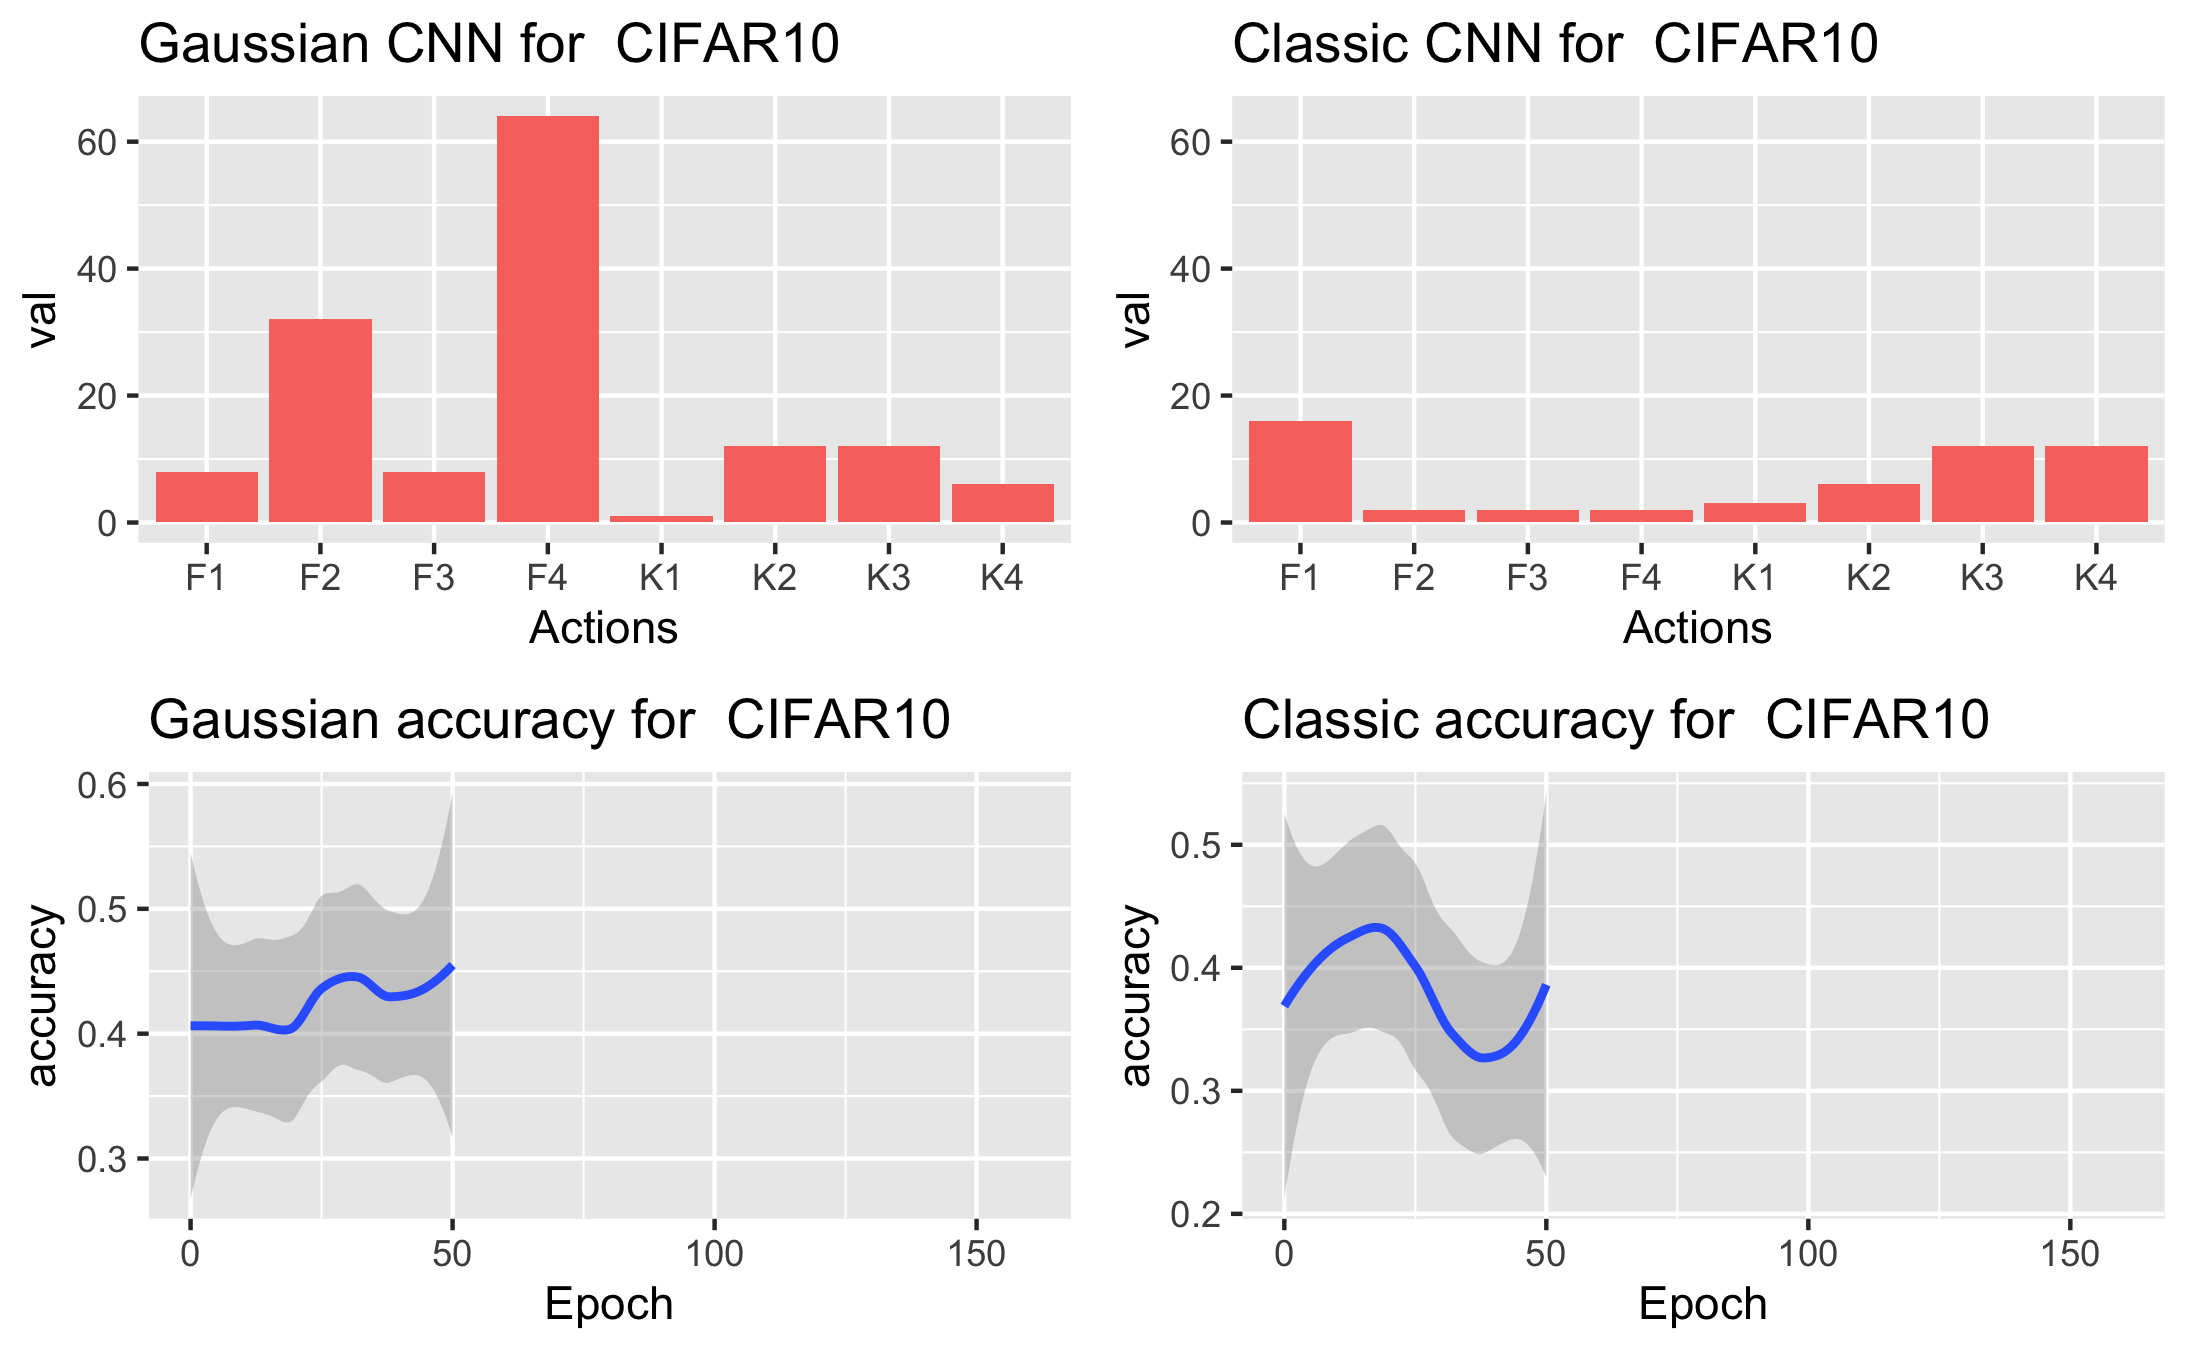 Gaussian CNN for  CIFAR10
60
40
20
0
val
F1 F2 F3 F4 K1 K2 K3 K4
Actions
Classic CNN for  CIFAR10
60
40
20
0
val
F1 F2 F3 F4 K1 K2 K3 K4
Actions
Gaussian accuracy for  CIFAR10
0.6
0.5
0.4
0.3
accuracy
0 50 100 150
Epoch
Classic accuracy for  CIFAR10
0.5
0.4
0.3
0.2
accuracy
0 50 100 150
Epoch